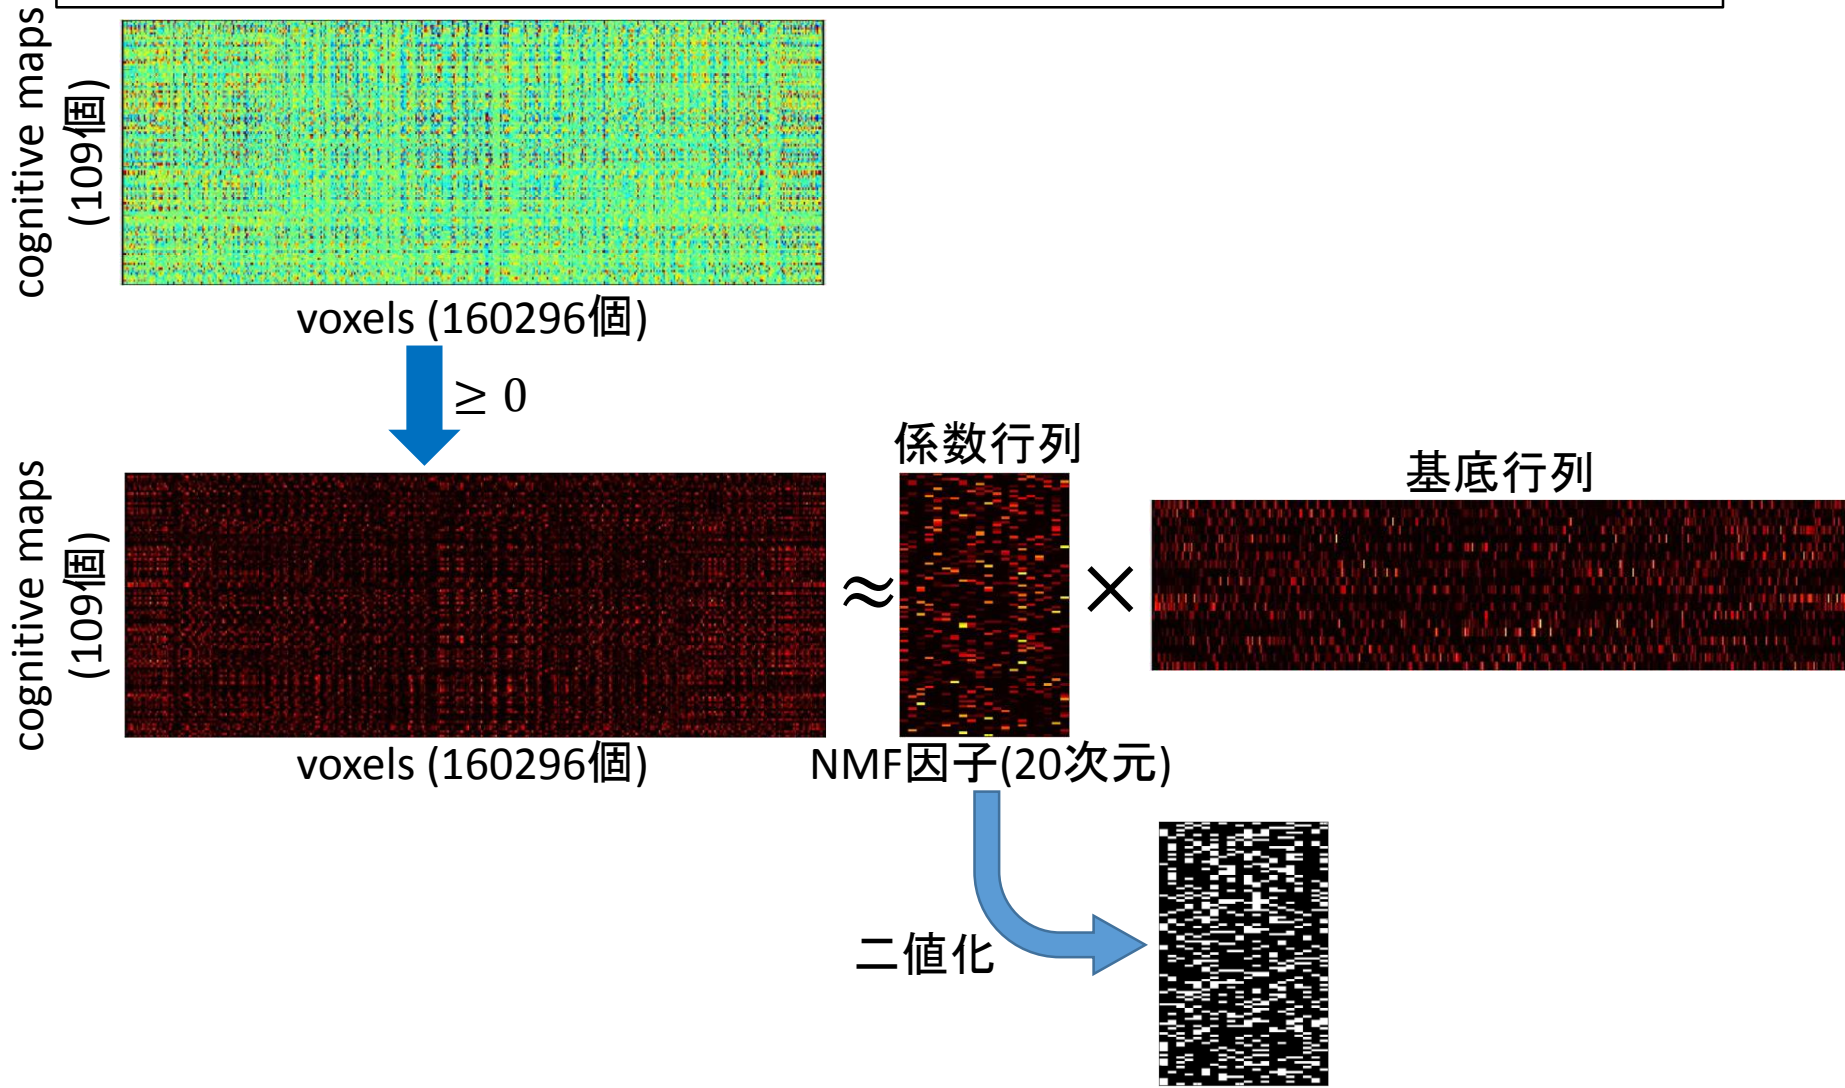 cognitive maps
(109個)
voxels (160296個)
≥ 0
係数行列
基底行列
cognitive maps
(109個)
≈
×
voxels (160296個)
NMF因子(20次元)
二値化